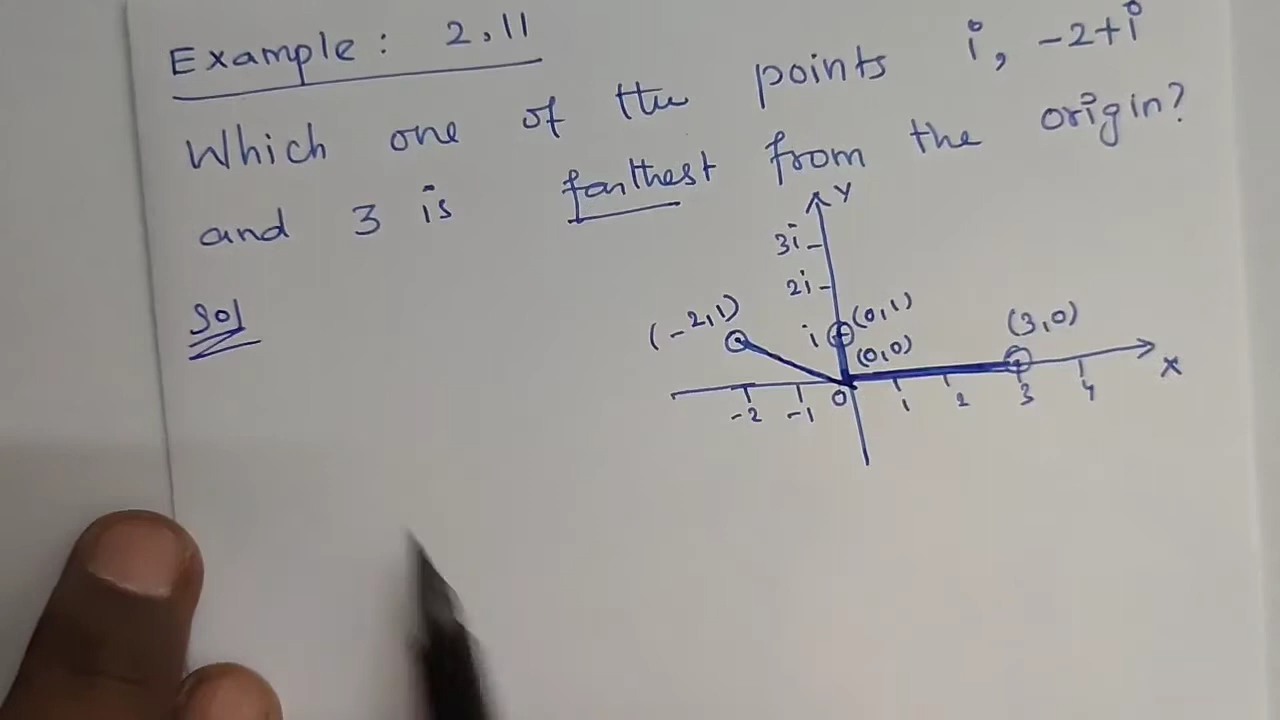 Example: 2.11
Which one of the points i, -2+i
and 3 is farthest from the origin?
Sol
Y
3i
2i
i
(-2,1)
(0,1)
(0,0)
(3,0)
X
-2 -1 0 1 2 3 4